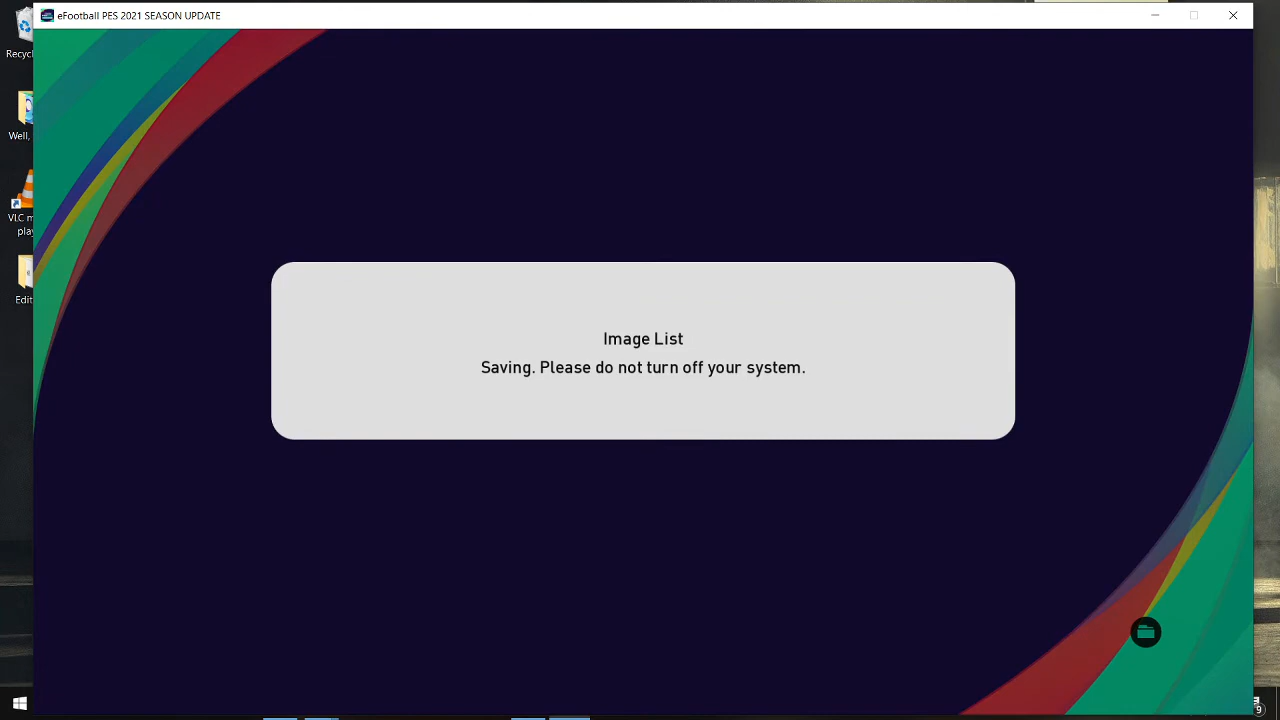 eFootball PES 2021 SEASON UPDATE
Image List
Saving. Please do not turn off your system.